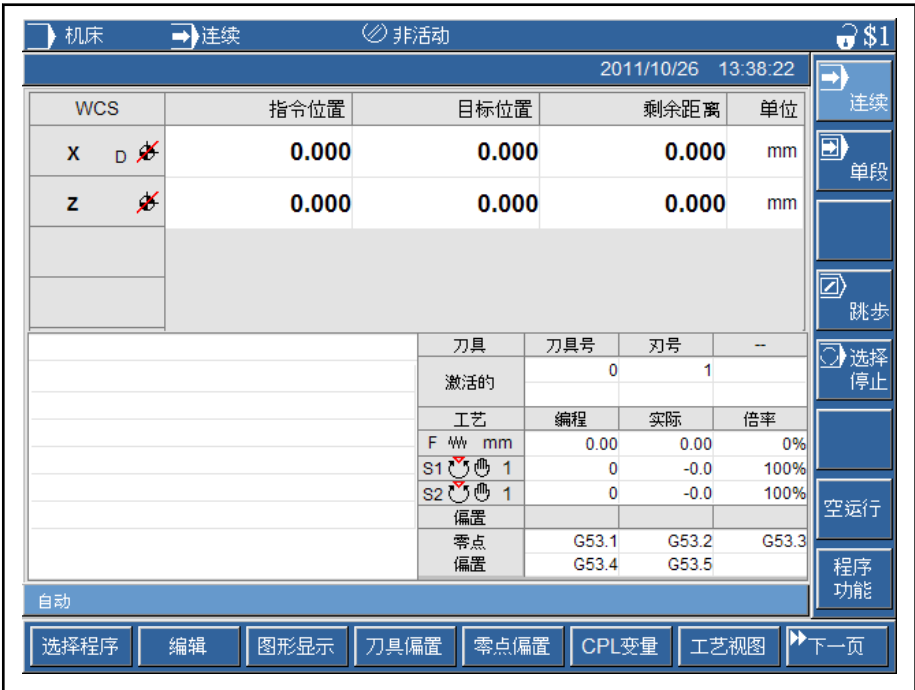 机床 连续 非活动 $1
2011/10/26 13:38:22
WCS 指令位置 目标位置 剩余距离 单位
X D 0.000 0.000 0.000 mm
Z 0.000 0.000 0.000 mm
刀具 刀具号 刃号 --
激活的 0 1
工艺 编程 实际 倍率
F mm 0.00 0.00 0%
S1 1 0 -0.0 100%
S2 1 0 -0.0 100%
偏置
零点 G53.1 G53.2 G53.3
偏置 G53.4 G53.5
自动
连续
单段
跳步
选择
停止
空运行
程序
功能
选择程序 编辑 图形显示 刀具偏置 零点偏置 CPL变量 工艺视图 下一页